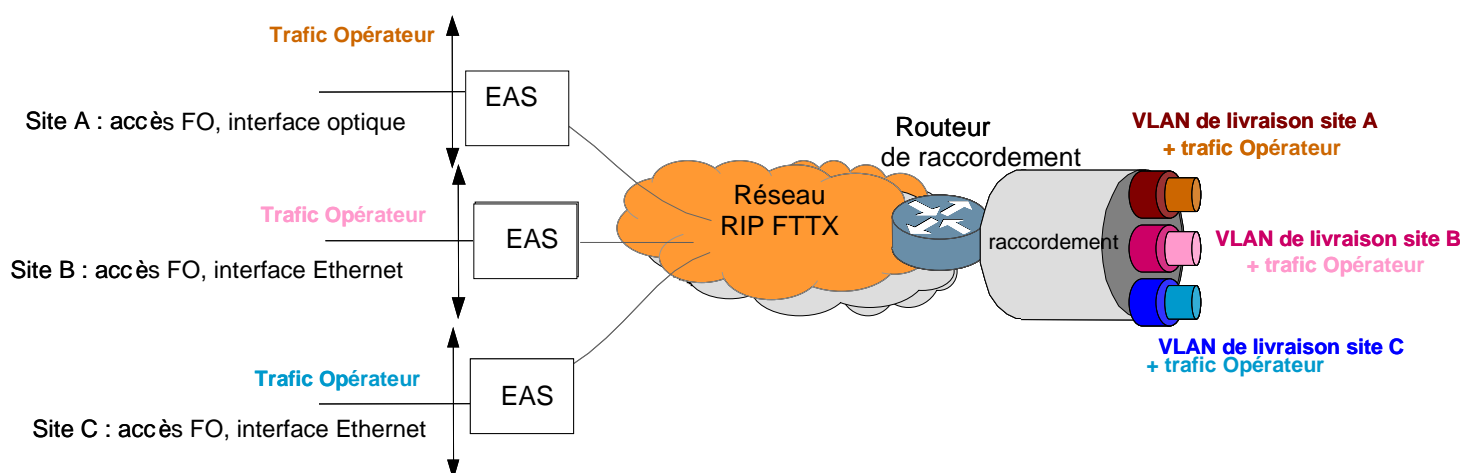 Trafic Opérateur
EAS
Site A : accès FO, interface optique
Trafic Opérateur
EAS
Site B : accès FO, interface Ethernet
Trafic Opérateur
EAS
Site C : accès FO, interface Ethernet
Réseau
RIP FTTX
Routeur
de raccordement
raccordement
VLAN de livraison site A
+ trafic Opérateur
VLAN de livraison site B
+ trafic Opérateur
VLAN de livraison site C
+ trafic Opérateur